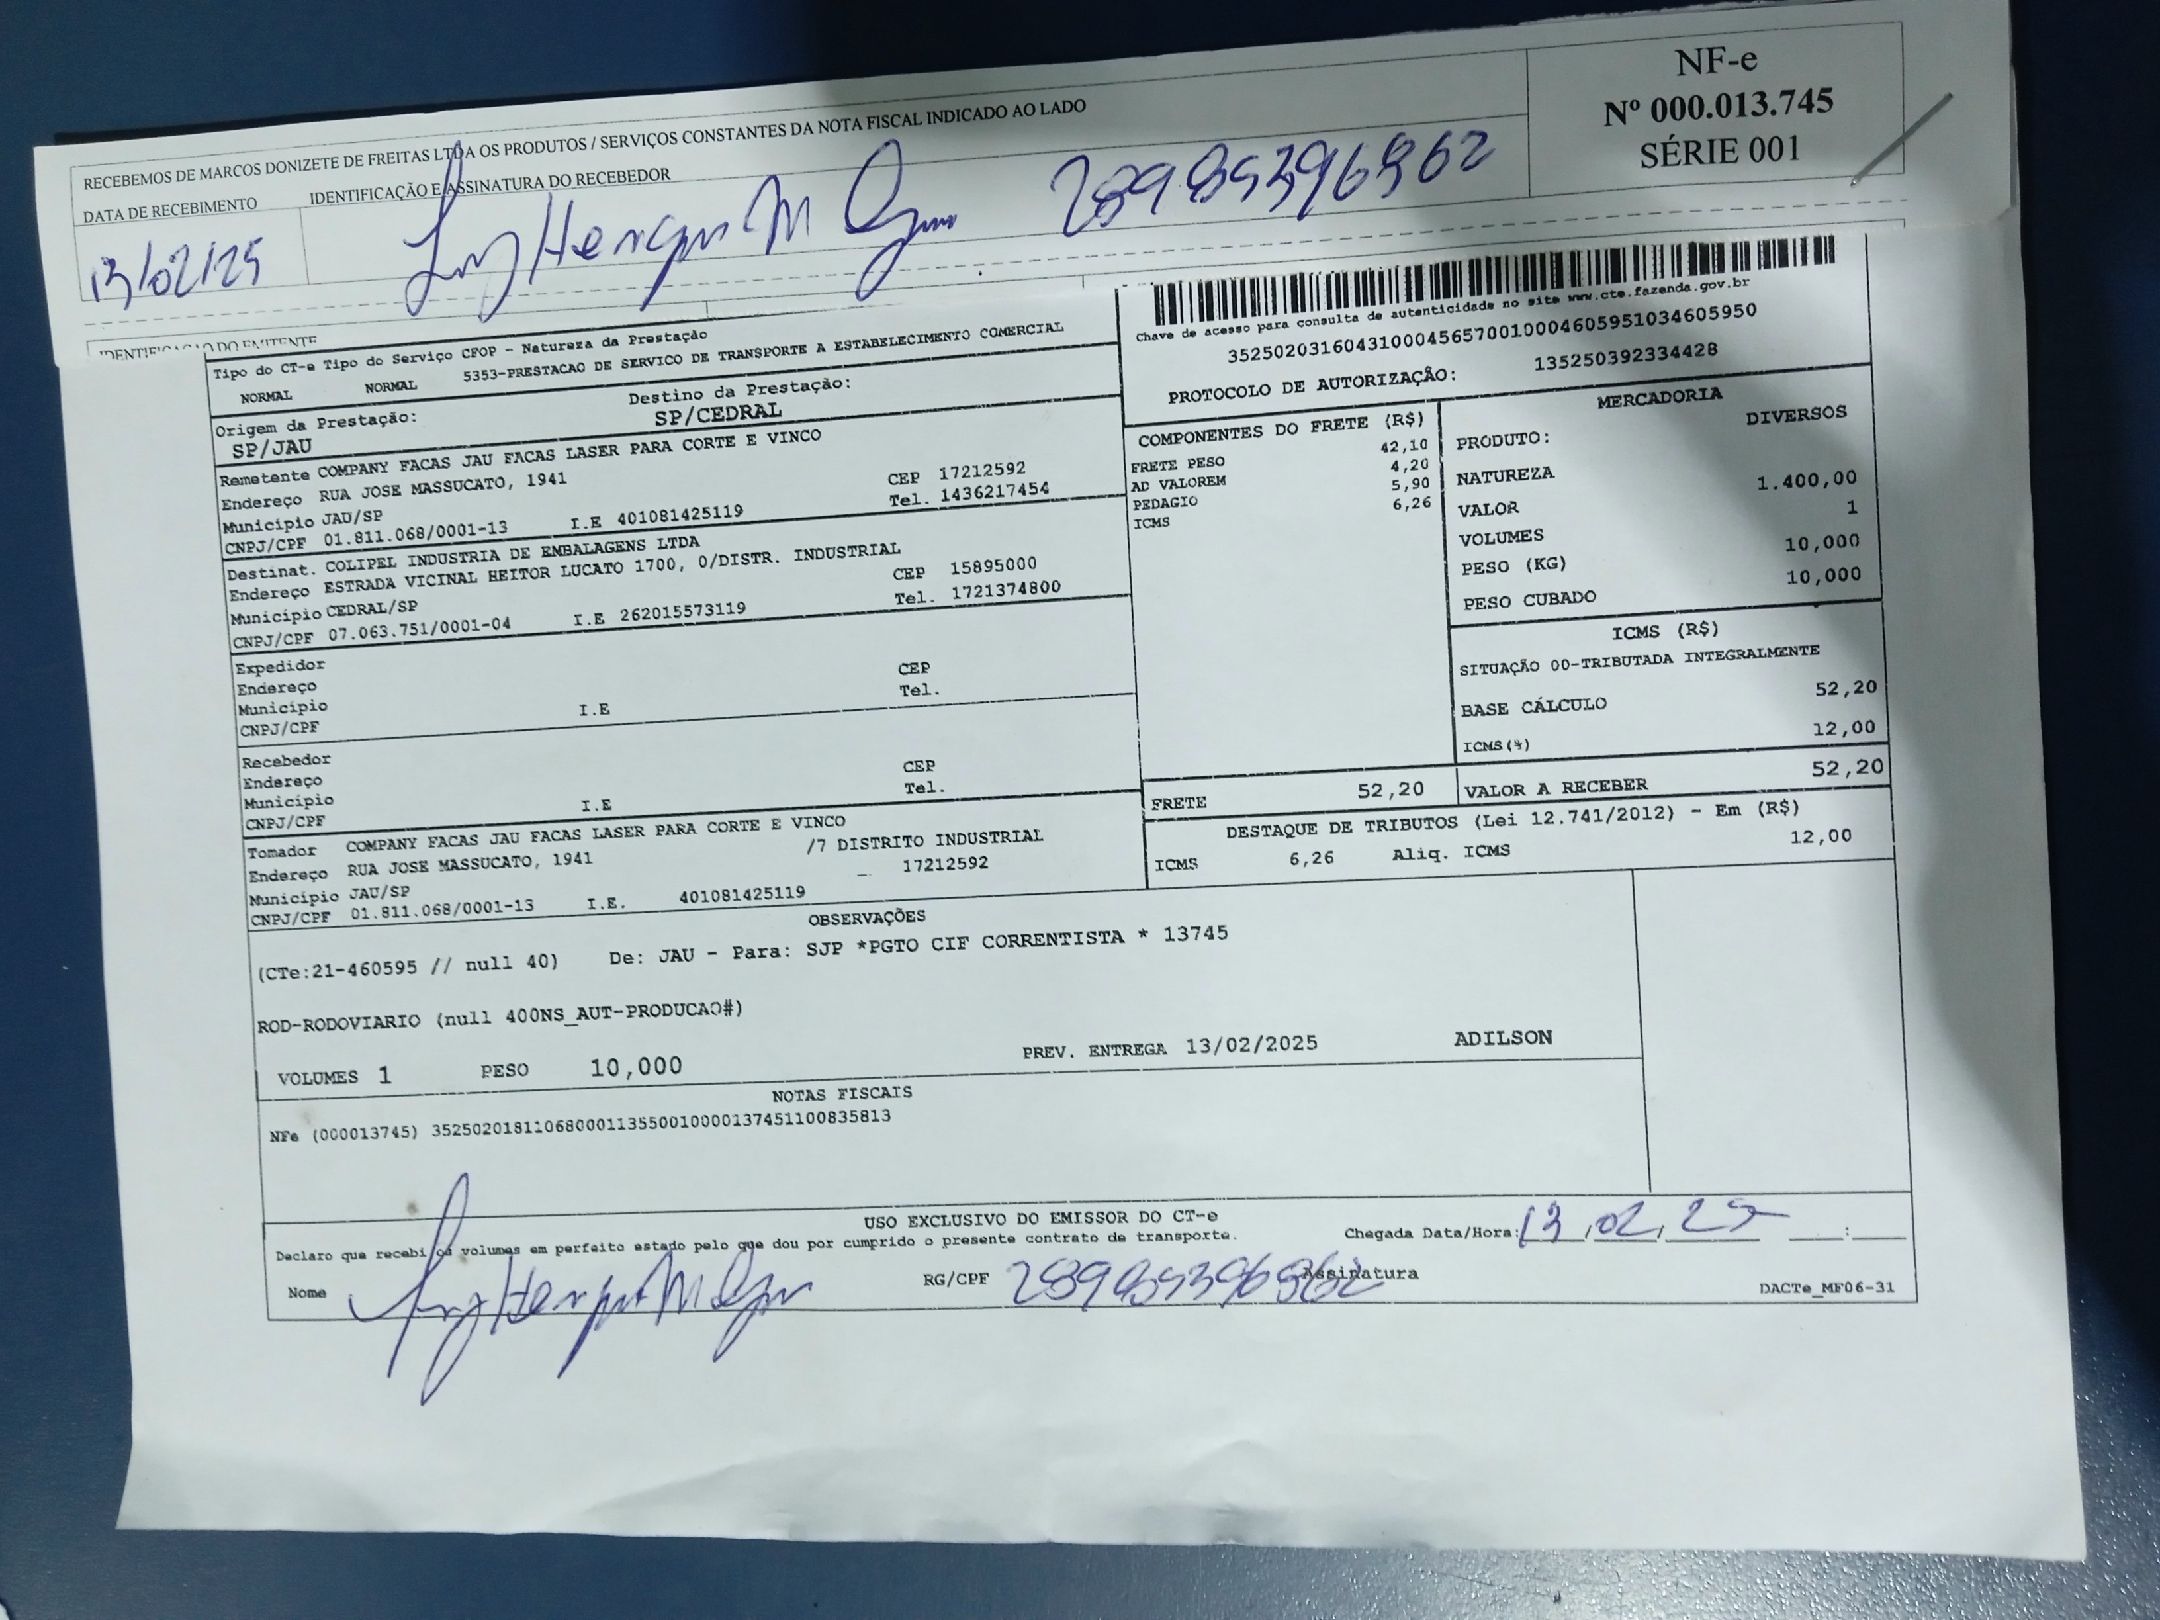 NF-e
Nº 000.013.745
SÉRIE 001
RECEBEMOS DE MARCOS DONIZETE DE FREITAS LTDA OS PRODUTOS / SERVIÇOS CONSTANTES DA NOTA FISCAL INDICADO AO LADO
DATA DE RECEBIMENTO IDENTIFICAÇÃO E ASSINATURA DO RECEBEDOR
13/02/25
IDENTIFICAÇÃO DO EMITENTE
Chave de acesso para consulta de autenticidade no site www.cte.fazenda.gov.br
35250203160431000456570010004605951034605950
PROTOCOLO DE AUTORIZAÇÃO: 135250392334428
Tipo do CT-e Tipo do Serviço CFOP - Natureza da Prestação
NORMAL NORMAL 5353-PRESTACAO DE SERVICO DE TRANSPORTE A ESTABELECIMENTO COMERCIAL
Origem da Prestação: Destino da Prestação:
SP/JAU SP/CEDRAL
Remetente COMPANY FACAS JAU FACAS LASER PARA CORTE E VINCO
Endereço RUA JOSE MASSUCATO, 1941 CEP 17212592
Município JAU/SP Tel. 1436217454
CNPJ/CPF 01.811.068/0001-13 I.E 401081425119
Destinat. COLIPEL INDUSTRIA DE EMBALAGENS LTDA
Endereço ESTRADA VICINAL HEITOR LUCATO 1700, 0/DISTR. INDUSTRIAL
Município CEDRAL/SP CEP 15895000
CNPJ/CPF 07.063.751/0001-04 I.E 262015573119 Tel. 1721374800
Expedidor
Endereço CEP
Município Tel.
CNPJ/CPF I.E
Recebedor
Endereço CEP
Município Tel.
CNPJ/CPF I.E
Tomador COMPANY FACAS JAU FACAS LASER PARA CORTE E VINCO
Endereço RUA JOSE MASSUCATO, 1941 /7 DISTRITO INDUSTRIAL
Município JAU/SP 17212592
CNPJ/CPF 01.811.068/0001-13 I.E. 401081425119
COMPONENTES DO FRETE (R$)
FRETE PESO 42,10
AD VALOREM 4,20
PEDAGIO 5,90
ICMS 6,26
MERCADORIA
PRODUTO: DIVERSOS
NATUREZA
VALOR 1.400,00
VOLUMES 1
PESO (KG) 10,000
PESO CUBADO 10,000
ICMS (R$)
SITUAÇÃO 00-TRIBUTADA INTEGRALMENTE
BASE CÁLCULO 52,20
ICMS(%) 12,00
FRETE 52,20 VALOR A RECEBER 52,20
DESTAQUE DE TRIBUTOS (Lei 12.741/2012) - Em (R$)
ICMS 6,26 Aliq. ICMS 12,00
OBSERVAÇÕES
(CTe:21-460595 // null 40) De: JAU - Para: SJP *PGTO CIF CORRENTISTA * 13745
ROD-RODOVIARIO (null 400NS_AUT-PRODUCAO#)
VOLUMES 1 PESO 10,000 PREV. ENTREGA 13/02/2025 ADILSON
NOTAS FISCAIS
NFe (000013745) 35250201811068000113550010000137451100835813
USO EXCLUSIVO DO EMISSOR DO CT-e
Declaro que recebi os volumes em perfeito estado pelo que dou por cumprido o presente contrato de transporte. Chegada Data/Hora: 13, 02, 25 :
Nome RG/CPF Assinatura
DACTe_MF06-31